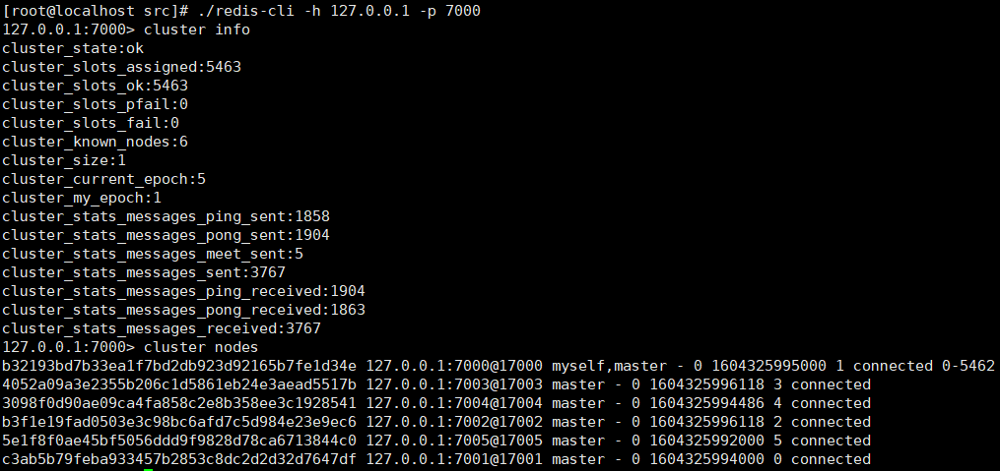 [root@localhost src]# ./redis-cli -h 127.0.0.1 -p 7000
127.0.0.1:7000> cluster info
cluster_state:ok
cluster_slots_assigned:5463
cluster_slots_ok:5463
cluster_slots_pfail:0
cluster_slots_fail:0
cluster_known_nodes:6
cluster_size:1
cluster_current_epoch:5
cluster_my_epoch:1
cluster_stats_messages_ping_sent:1858
cluster_stats_messages_pong_sent:1904
cluster_stats_messages_meet_sent:5
cluster_stats_messages_sent:3767
cluster_stats_messages_ping_received:1904
cluster_stats_messages_pong_received:1863
cluster_stats_messages_received:3767
127.0.0.1:7000> cluster nodes
b32193bd7b33ea1f7bd2db923d92165b7fe1d34e 127.0.0.1:7000@17000 myself,master - 0 1604325995000 1 connected 0-5462
4052a09a3e2355b206c1d5861eb24e3aead5517b 127.0.0.1:7003@17003 master - 0 1604325996118 3 connected
3098f0d90ae09ca4fa858c2e8b358ee3c1928541 127.0.0.1:7004@17004 master - 0 1604325994486 4 connected
b3f1e19fad0503e3c98bc6afd7c5d984e23e9ec6 127.0.0.1:7002@17002 master - 0 1604325996118 2 connected
5e1f8f0ae45bf5056ddd9f9828d78ca6713844c0 127.0.0.1:7005@17005 master - 0 1604325992000 5 connected
c3ab5b79feba933457b2853c8dc2d2d32d7647df 127.0.0.1:7001@17001 master - 0 1604325994000 0 connected